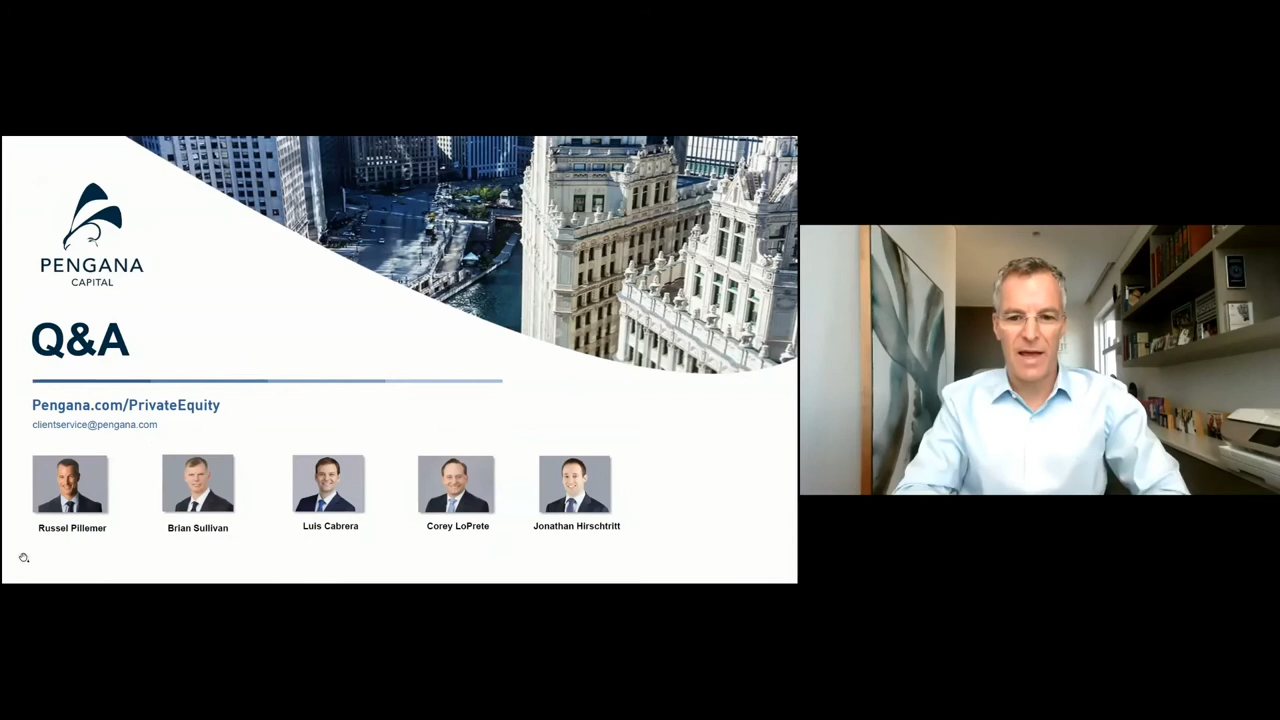 PENGANA
CAPITAL
Q&A
Pengana.com/PrivateEquity
clientservice@pengana.com
Russel Pillemer
Brian Sullivan
Luis Cabrera
Corey LoPrete
Jonathan Hirschtritt